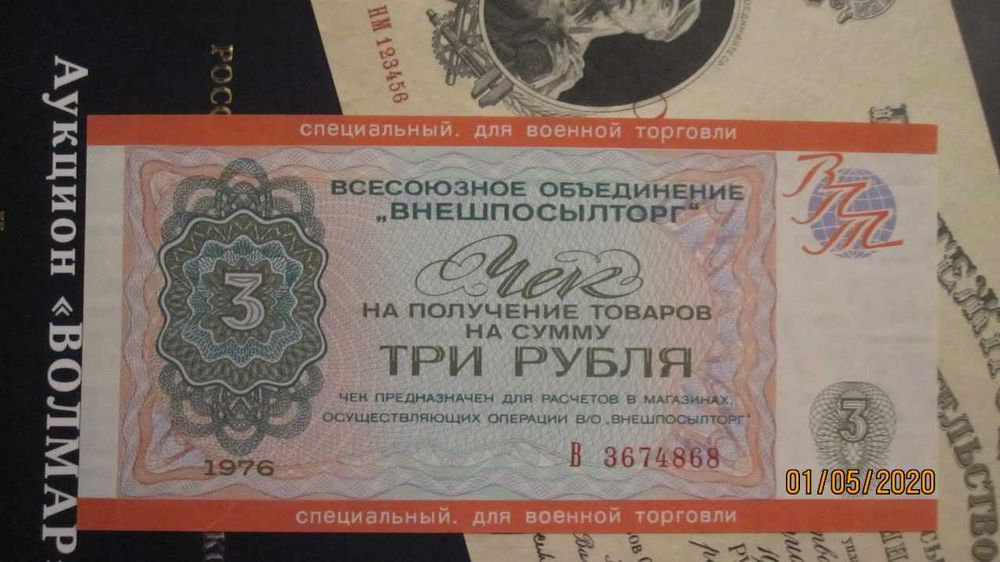 Аукцион «ВОЛМАР
РОСС
НМ 123456
специальный. для военной торговли
ВПТ
ВСЕСОЮЗНОЕ ОБЪЕДИНЕНИЕ
„ВНЕШПОСЫЛТОРГ“
Чек
НА ПОЛУЧЕНИЕ ТОВАРОВ
НА СУММУ
ТРИ РУБЛЯ
ЧЕК ПРЕДНАЗНАЧЕН ДЛЯ РАСЧЕТОВ В МАГАЗИНАХ,
ОСУЩЕСТВЛЯЮЩИХ ОПЕРАЦИИ В/О „ВНЕШПОСЫЛТОРГ“
3
3
1976
В 3674868
01/05/2020
специальный. для военной торговли